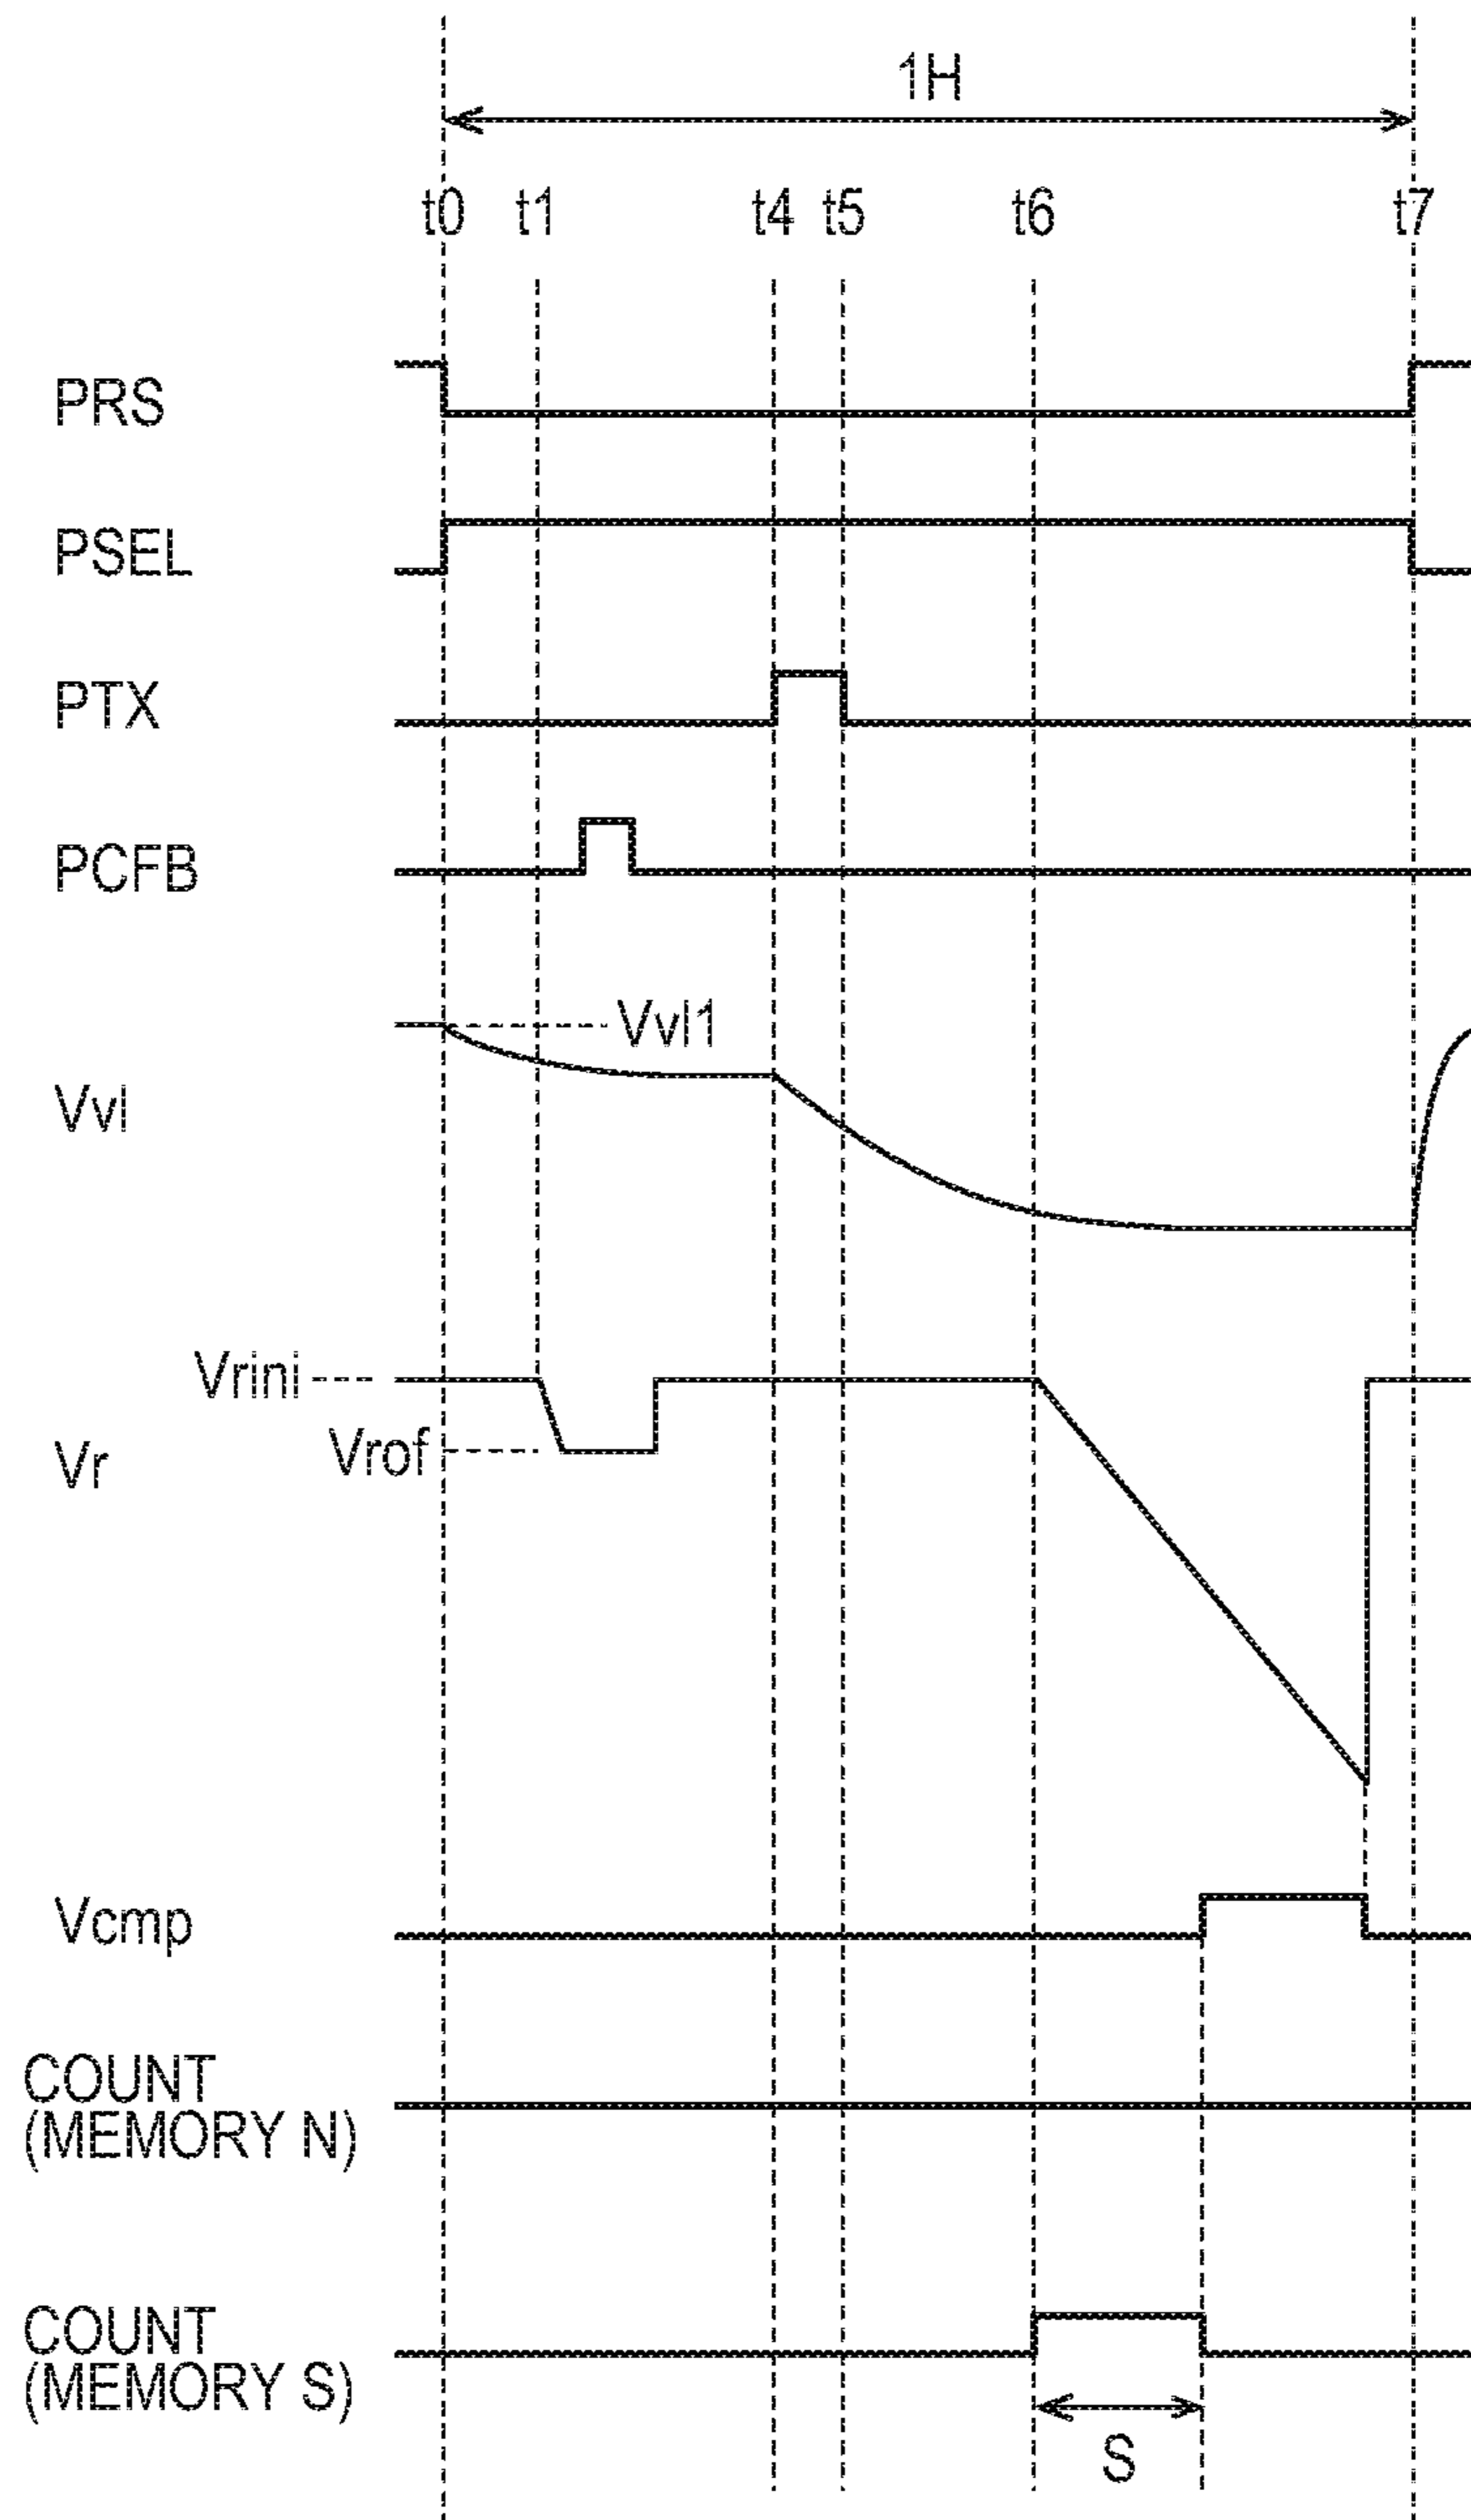 1H
t0 t1 t4 t5 t6 t7
PRS
PSEL
PTX
PCFB
Vvl1
Vvl
Vrini
Vrof
Vr
Vcmp
COUNT
(MEMORY N)
COUNT
(MEMORY S)
S